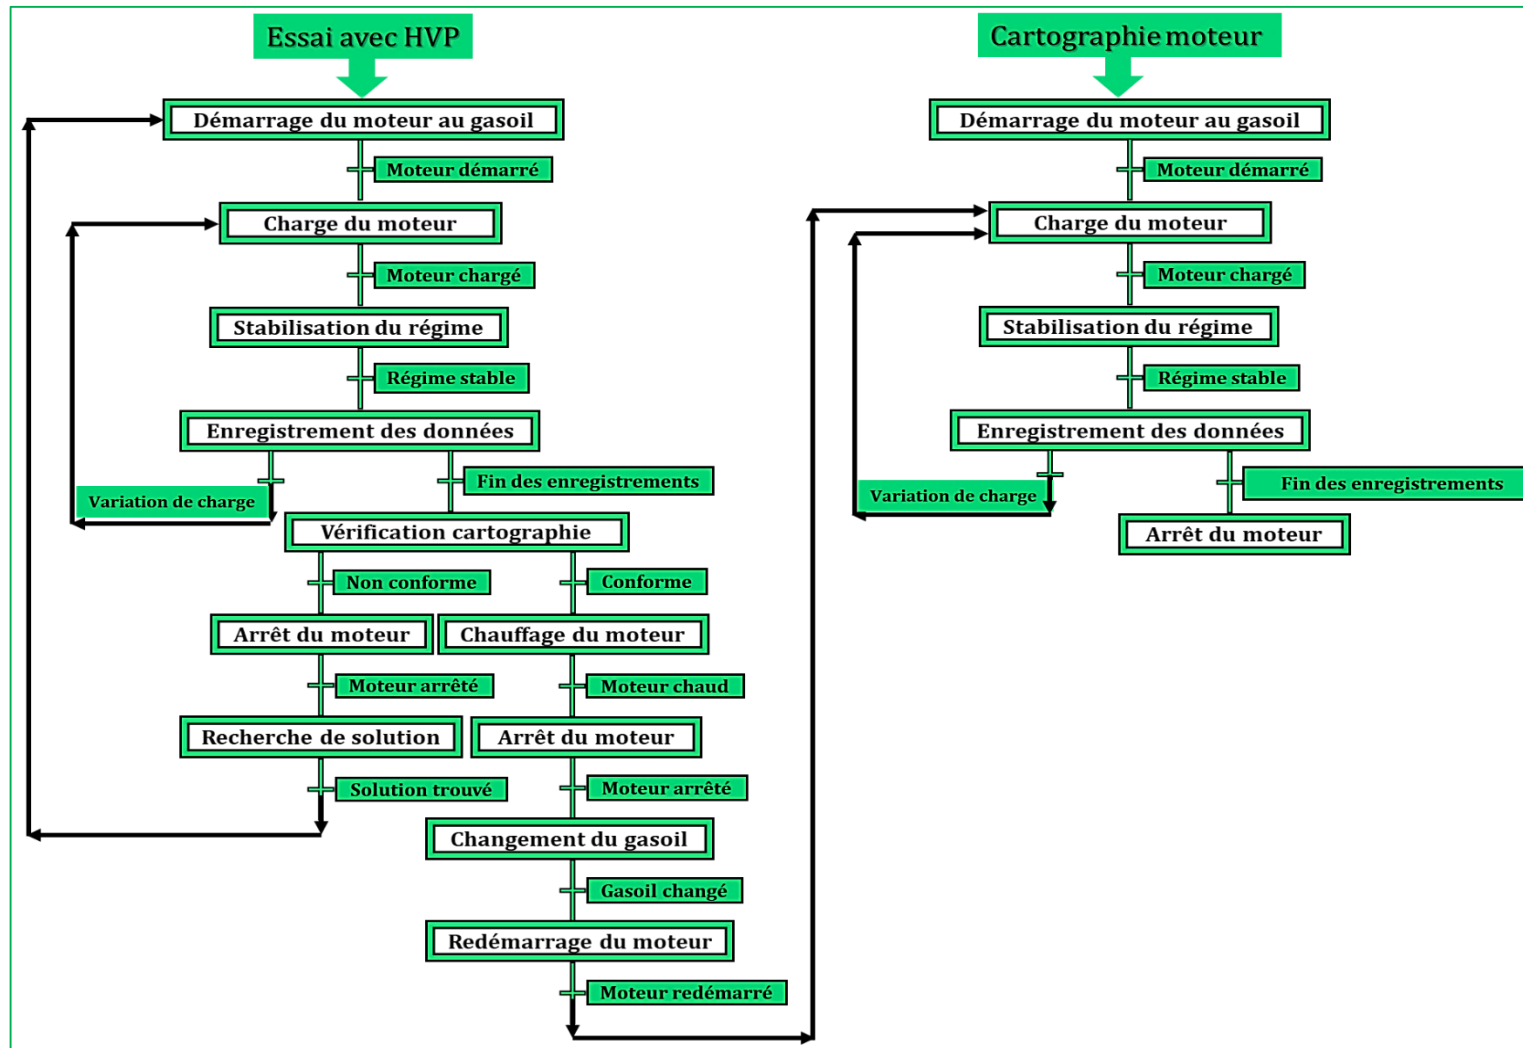 Essai avec HVP
Démarrage du moteur au gasoil
Moteur démarré
Charge du moteur
Moteur chargé
Stabilisation du régime
Régime stable
Enregistrement des données
Variation de charge
Fin des enregistrements
Vérification cartographie
Non conforme
Conforme
Arrêt du moteur
Chauffage du moteur
Moteur arrêté
Moteur chaud
Recherche de solution
Arrêt du moteur
Solution trouvé
Moteur arrêté
Changement du gasoil
Gasoil changé
Redémarrage du moteur
Moteur redémarré
Cartographie moteur
Démarrage du moteur au gasoil
Moteur démarré
Charge du moteur
Moteur chargé
Stabilisation du régime
Régime stable
Enregistrement des données
Variation de charge
Fin des enregistrements
Arrêt du moteur